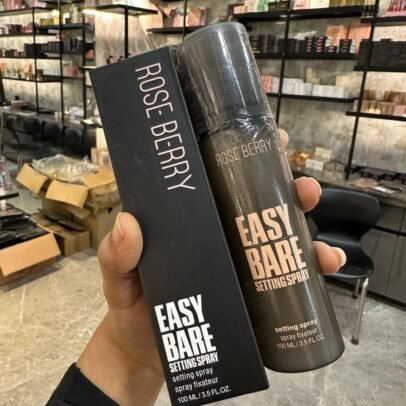 ROSE BERRY
EASY
BARE
SETTING SPRAY
setting spray
spray fixateur
100 ML / 3.5 FL.OZ.
ROSE BERRY
EASY
BARE
SETTING SPRAY
setting spray
spray fixateur
100 ML / 3.5 FL.OZ.